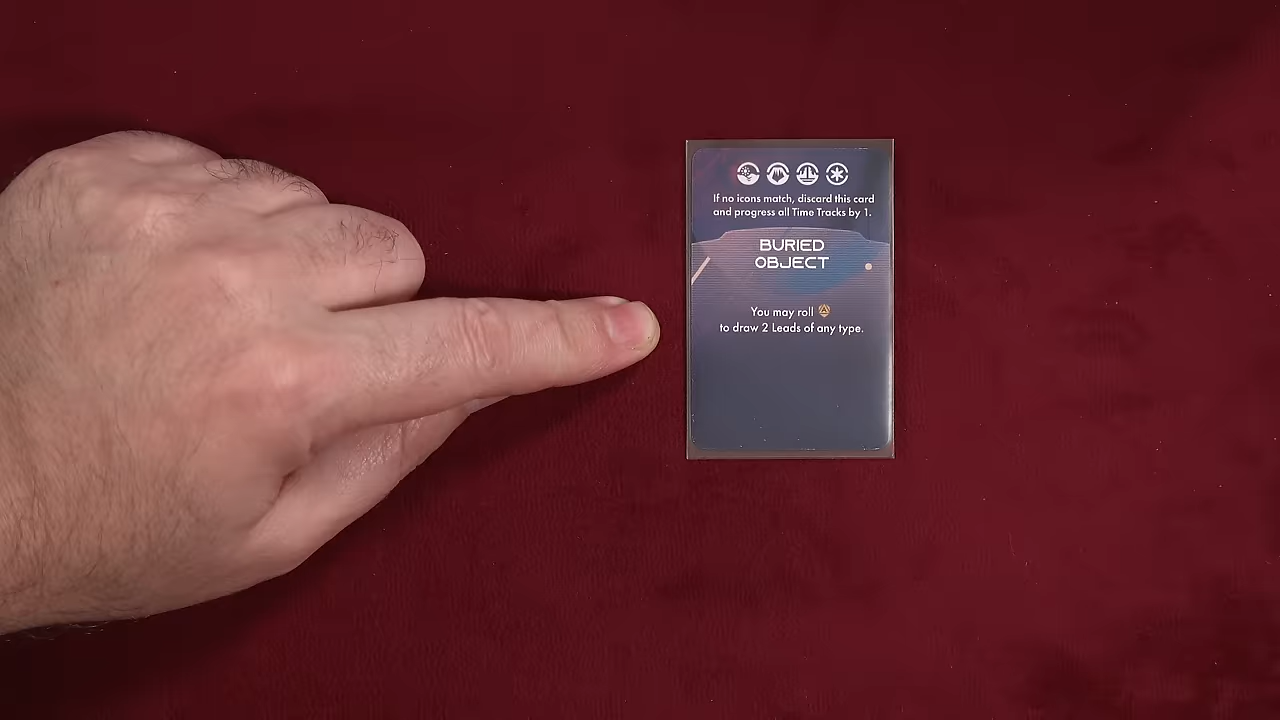 If no icons match, discard this card
and progress all Time Tracks by 1.
BURIED
OBJECT
You may roll
to draw 2 Leads of any type.